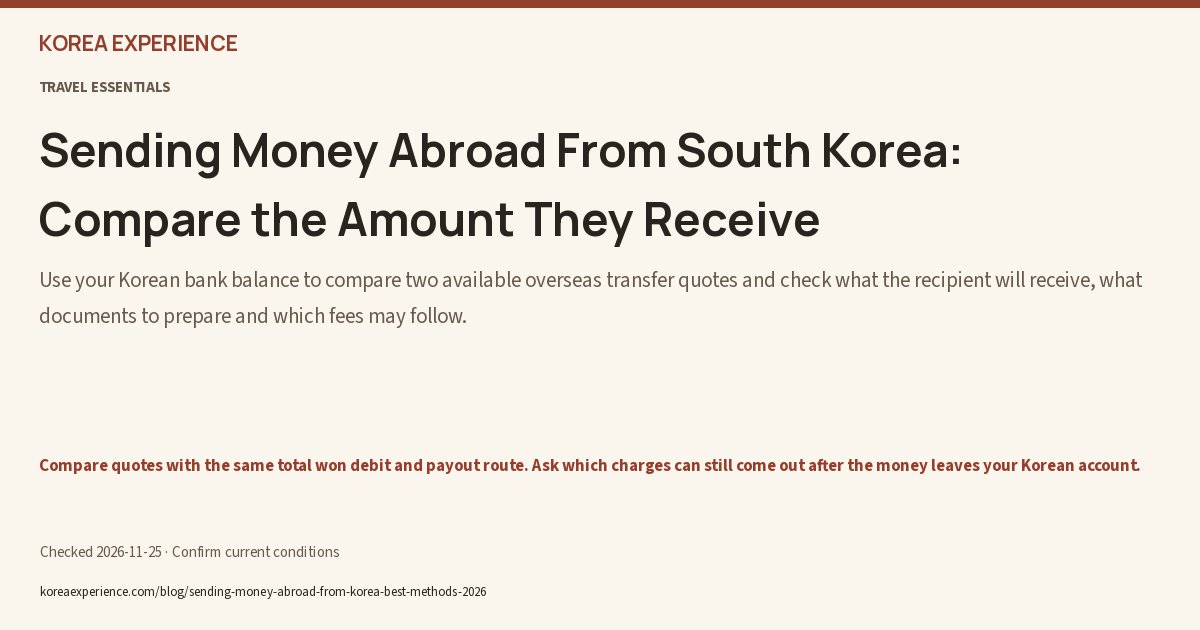 KOREA EXPERIENCE
TRAVEL ESSENTIALS
Sending Money Abroad From South Korea:
Compare the Amount They Receive
Use your Korean bank balance to compare two available overseas transfer quotes and check what the recipient will receive, what
documents to prepare and which fees may follow.
Compare quotes with the same total won debit and payout route. Ask which charges can still come out after the money leaves your Korean account.
Checked 2026-11-25 · Confirm current conditions
koreaexperience.com/blog/sending-money-abroad-from-korea-best-methods-2026